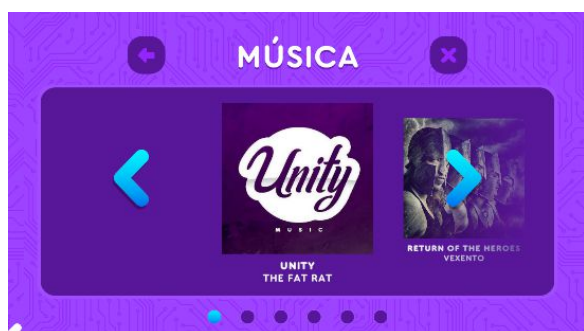 MÚSICA
Unity
MUSIC
UNITY
THE FAT RAT
RETURN OF THE HEROES
VEXENTO